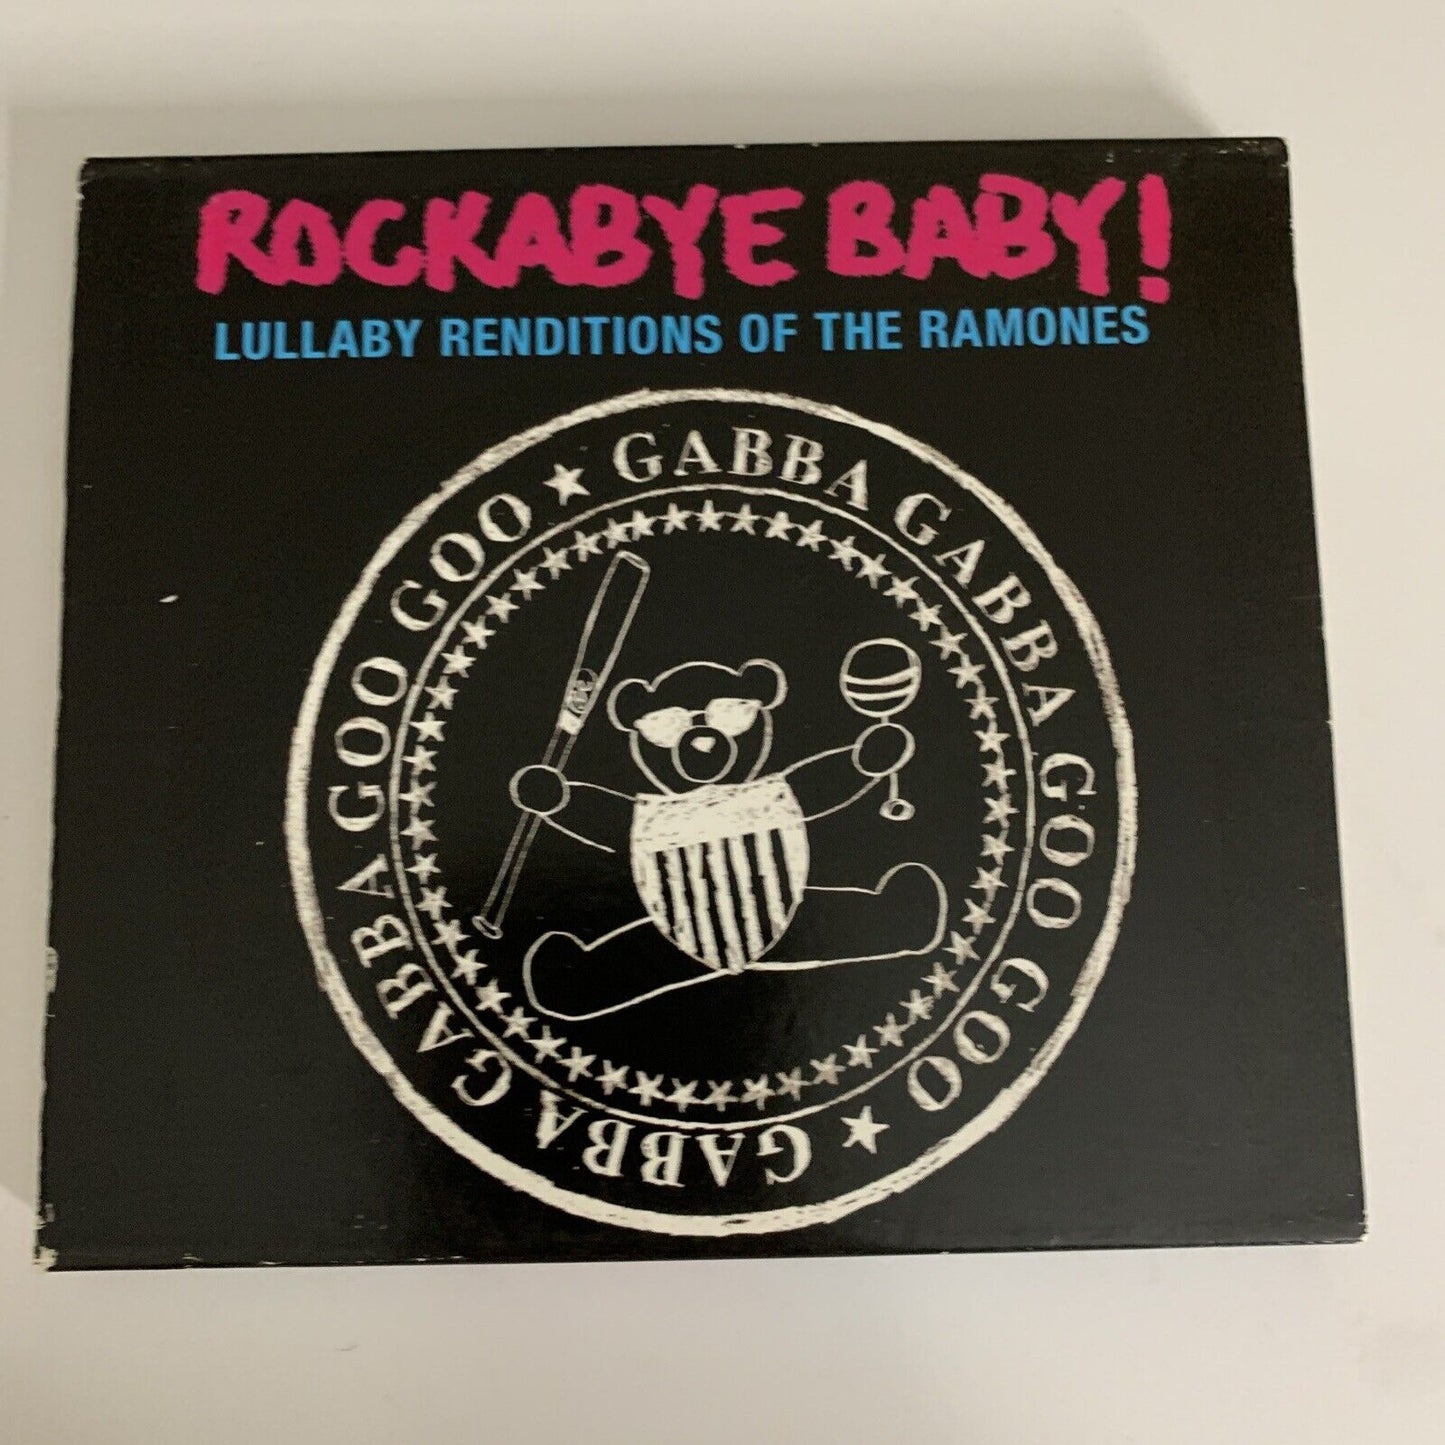 ROCKABYE BABY!
LULLABY RENDITIONS OF THE RAMONES
★ GABBA GABBA GOO GOO ★ GABBA GABBA GOO GOO